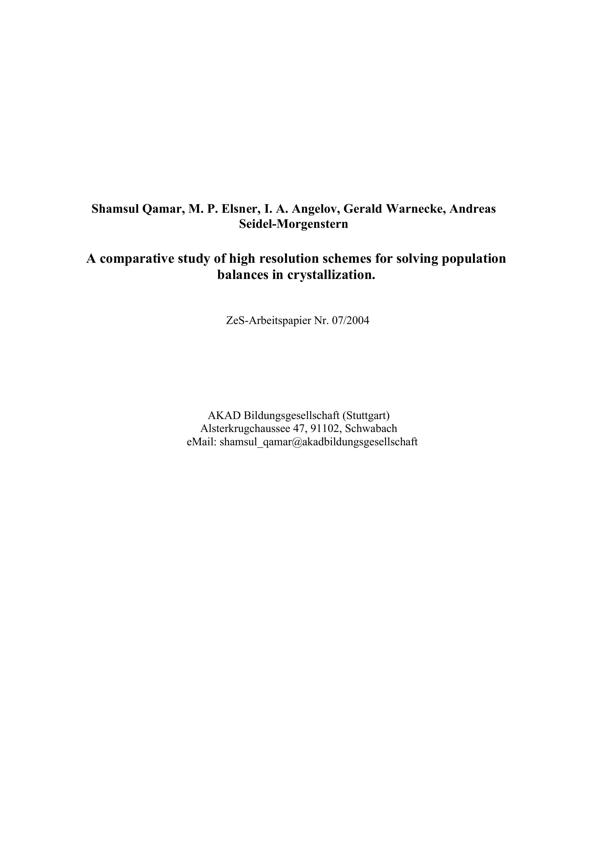 Shamsul Qamar, M. P. Elsner, I. A. Angelov, Gerald Warnecke, Andreas
Seidel-Morgenstern
A comparative study of high resolution schemes for solving population
balances in crystallization.
ZeS-Arbeitspapier Nr. 07/2004
AKAD Bildungsgesellschaft (Stuttgart)
Alsterkrugchaussee 47, 91102, Schwabach
eMail: shamsul_qamar@akadbildungsgesellschaft